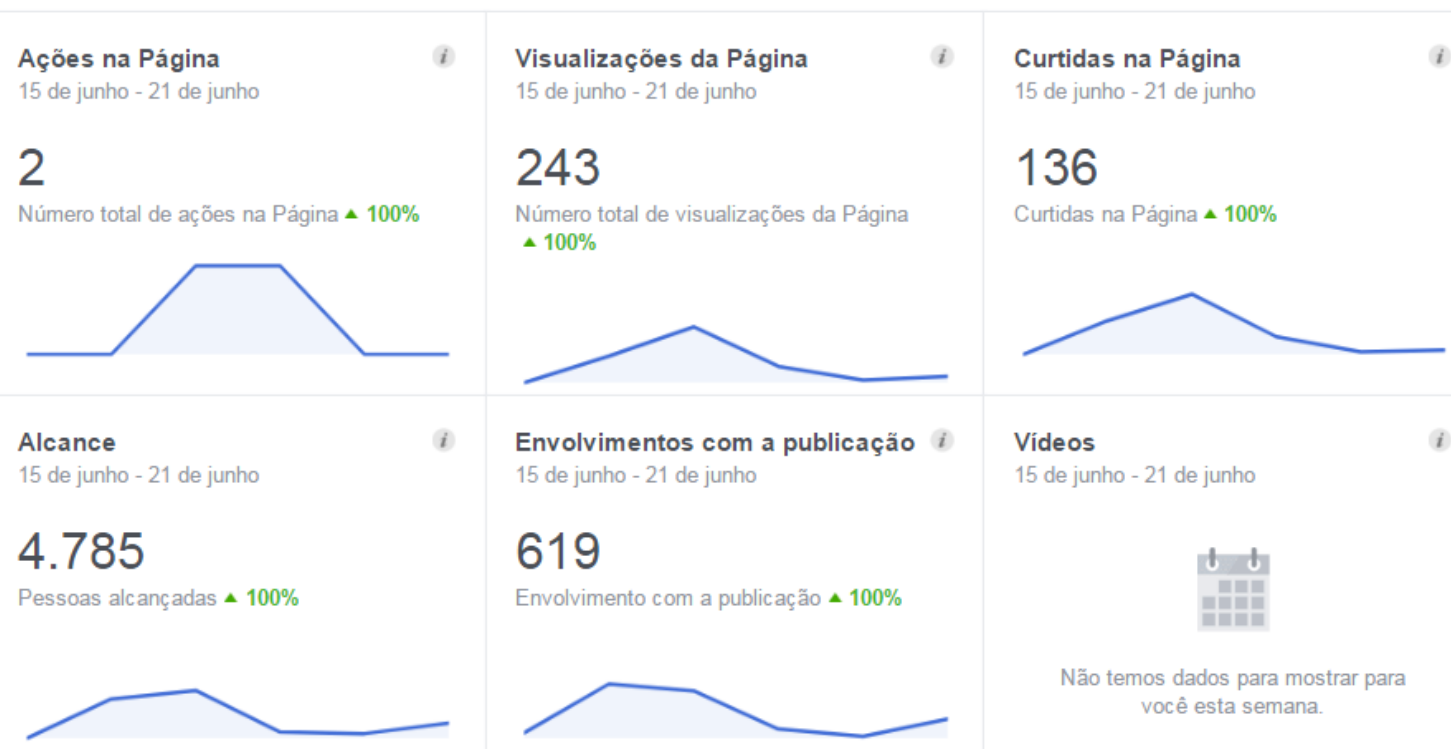 Ações na Página
15 de junho - 21 de junho
2
Número total de ações na Página ▲ 100%
Visualizações da Página
15 de junho - 21 de junho
243
Número total de visualizações da Página
▲ 100%
Curtidas na Página
15 de junho - 21 de junho
136
Curtidas na Página ▲ 100%
Alcance
15 de junho - 21 de junho
4.785
Pessoas alcançadas ▲ 100%
Envolvimentos com a publicação
15 de junho - 21 de junho
619
Envolvimento com a publicação ▲ 100%
Vídeos
15 de junho - 21 de junho
Não temos dados para mostrar para
você esta semana.